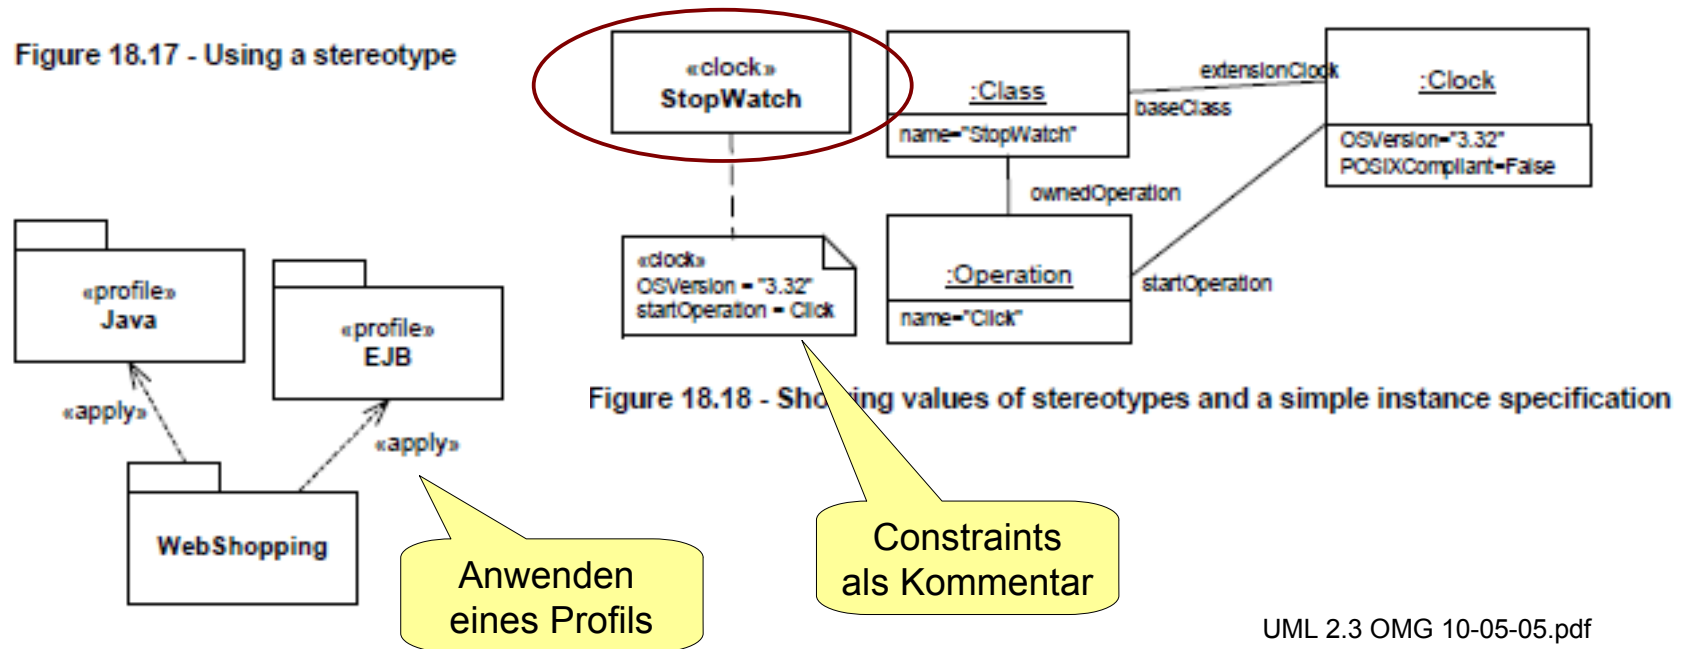 Figure 18.17 - Using a stereotype
«clock»
StopWatch
«clock»
OSVersion = "3.32"
startOperation = Click
:Class
name="StopWatch"
extensionClock
baseClass
:Clock
OSVersion="3.32"
POSIXCompliant=False
ownedOperation
:Operation
name="Click"
startOperation
«profile»
Java
«profile»
EJB
«apply»
«apply»
WebShopping
Figure 18.18 - Sho ing values of stereotypes and a simple instance specification
Anwenden
eines Profils
Constraints
als Kommentar
UML 2.3 OMG 10-05-05.pdf